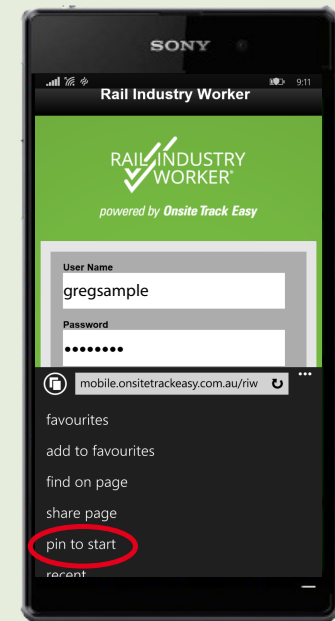 SONY
9:11
Rail Industry Worker
RAIL INDUSTRY
WORKER®
powered by Onsite Track Easy
User Name
gregsample
Password
••••••••
mobile.onsitetrackeasy.com.au/riw
favourites
add to favourites
find on page
share page
pin to start
recent